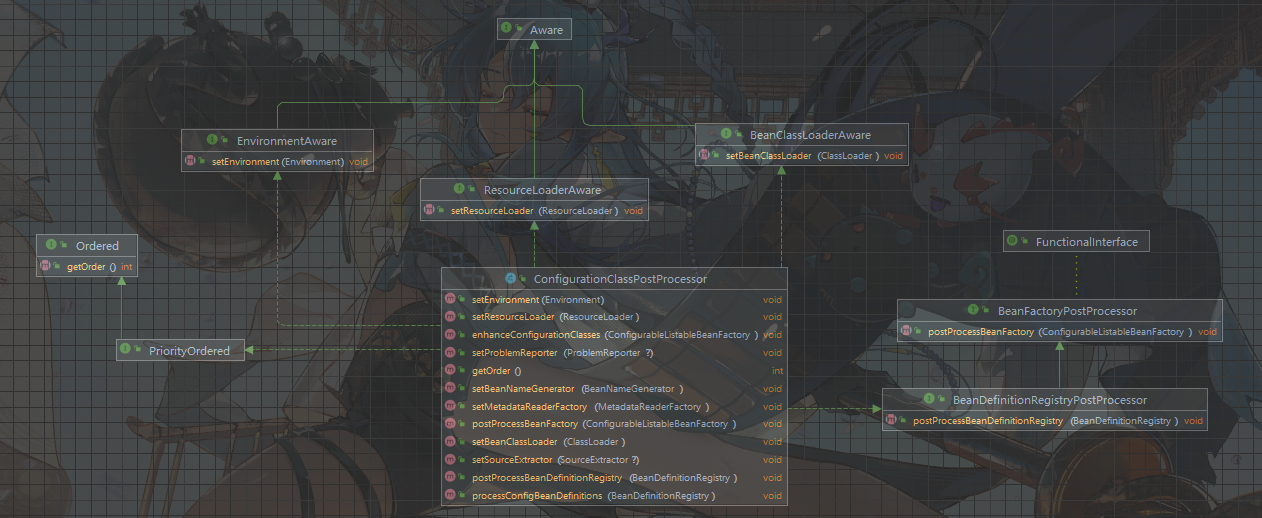 Aware
EnvironmentAware
setEnvironment (Environment) void
BeanClassLoaderAware
setBeanClassLoader (ClassLoader ) void
ResourceLoaderAware
setResourceLoader (ResourceLoader ) void
Ordered
getOrder () int
PriorityOrdered
ConfigurationClassPostProcessor
setEnvironment (Environment) void
setResourceLoader (ResourceLoader ) void
enhanceConfigurationClasses (ConfigurableListableBeanFactory ) void
setProblemReporter (ProblemReporter ?) void
getOrder () int
setBeanNameGenerator (BeanNameGenerator ) void
setMetadataReaderFactory (MetadataReaderFactory ) void
postProcessBeanFactory (ConfigurableListableBeanFactory ) void
setBeanClassLoader (ClassLoader ) void
setSourceExtractor (SourceExtractor ?) void
postProcessBeanDefinitionRegistry (BeanDefinitionRegistry ) void
processConfigBeanDefinitions (BeanDefinitionRegistry ) void
FunctionalInterface
BeanFactoryPostProcessor
postProcessBeanFactory (ConfigurableListableBeanFactory ) void
BeanDefinitionRegistryPostProcessor
postProcessBeanDefinitionRegistry (BeanDefinitionRegistry ) void